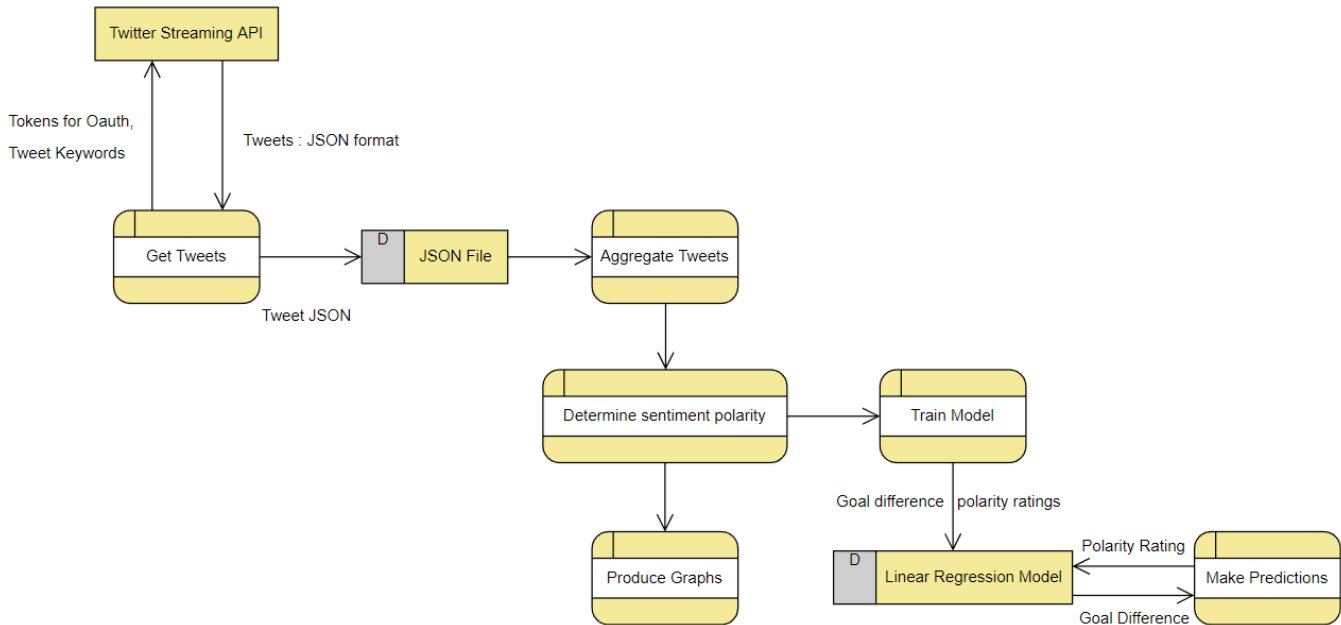 Twitter Streaming API
Tokens for Oauth,
Tweet Keywords
Tweets : JSON format
Get Tweets
Tweet JSON
D
JSON File
Aggregate Tweets
Determine sentiment polarity
Train Model
Goal difference
polarity ratings
Produce Graphs
D
Linear Regression Model
Polarity Rating
Make Predictions
Goal Difference